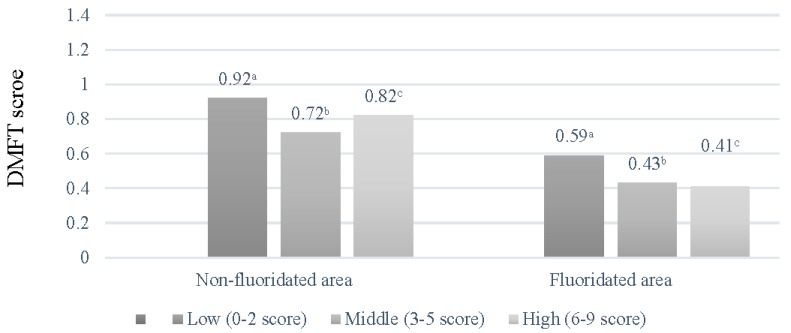 1.4
1.2
1
0.8
0.6
0.4
0.2
0
DMFT scroe
0.92ᵃ
0.72ᵇ
0.82ᶜ
0.59ᵃ
0.43ᵇ
0.41ᶜ
Non-fluoridated area
Fluoridated area
Low (0-2 score) Middle (3-5 score) High (6-9 score)